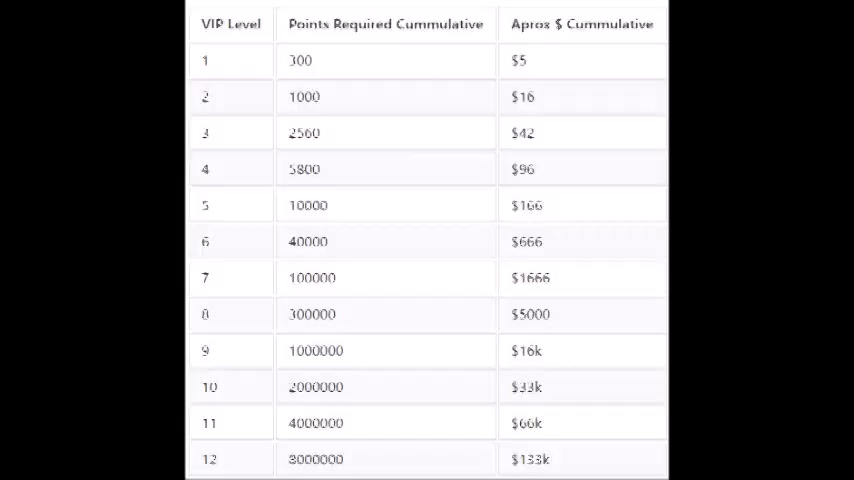 VIP Level Points Required Cummulative Aprox $ Cummulative
1 300 $5
2 1000 $16
3 2560 $42
4 5800 $96
5 10000 $166
6 40000 $666
7 100000 $1666
8 300000 $5000
9 1000000 $16k
10 2000000 $33k
11 4000000 $66k
12 8000000 $133k